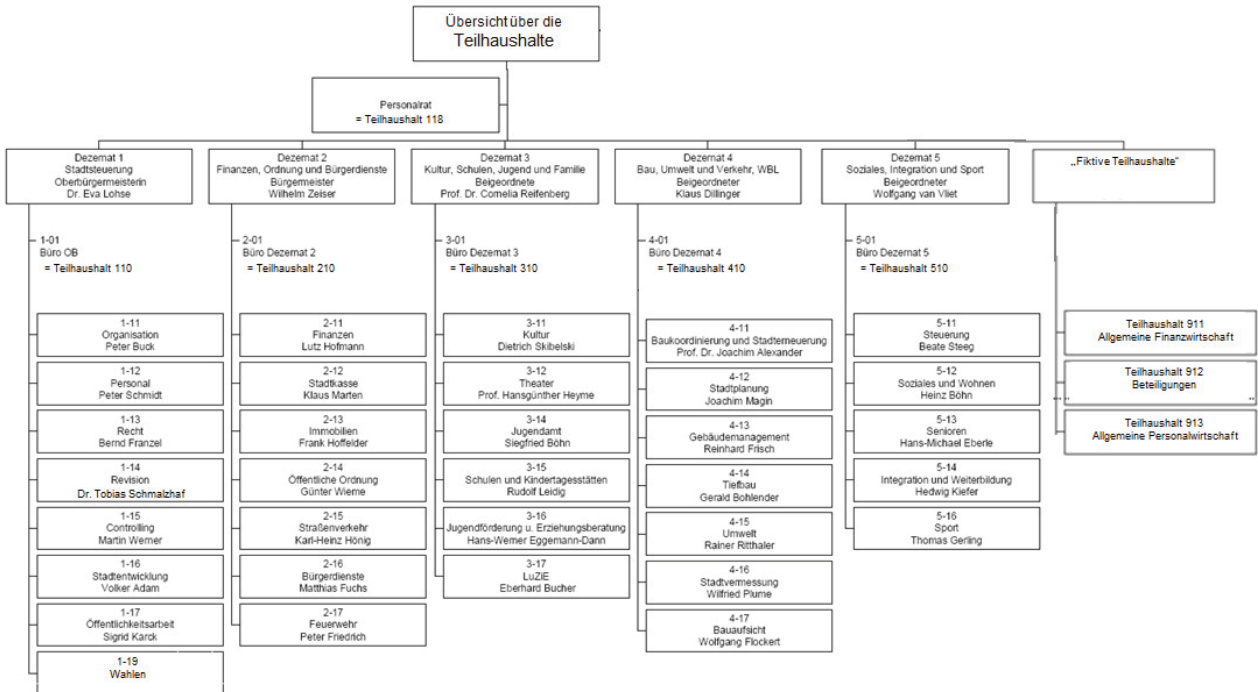 Übersicht über die
Teilhaushalte
Personalrat
= Teilhaushalt 118
Dezernat 1
Stadtsteuerung
Oberbürgermeisterin
Dr. Eva Lohse
1-01
Büro OB
= Teilhaushalt 110
1-11
Organisation
Peter Buck
1-12
Personal
Peter Schmidt
1-13
Recht
Bernd Franzel
1-14
Revision
Dr. Tobias Schmalzhaf
1-15
Controlling
Martin Werner
1-16
Stadtentwicklung
Volker Adam
1-17
Öffentlichkeitsarbeit
Sigrid Karck
1-19
Wahlen
Dezernat 2
Finanzen, Ordnung und Bürgerdienste
Bürgermeister
Wilhelm Zeiser
2-01
Büro Dezernat 2
= Teilhaushalt 210
2-11
Finanzen
Lutz Hofmann
2-12
Stadtkasse
Klaus Marten
2-13
Immobilien
Frank Hoffelder
2-14
Öffentliche Ordnung
Günter Wieme
2-15
Straßenverkehr
Karl-Heinz Hönig
2-16
Bürgerdienste
Matthias Fuchs
2-17
Feuerwehr
Peter Friedrich
Dezernat 3
Kultur, Schulen, Jugend und Familie
Beigeordnete
Prof. Dr. Cornelia Reifenberg
3-01
Büro Dezernat 3
= Teilhaushalt 310
3-11
Kultur
Dietrich Skibelski
3-12
Theater
Prof. Hansgünther Heyme
3-14
Jugendamt
Siegfried Böhn
3-15
Schulen und Kindertagesstätten
Rudolf Leidig
3-16
Jugendförderung u. Erziehungsberatung
Hans-Werner Eggemann-Dann
3-17
LuZiE
Eberhard Bucher
Dezernat 4
Bau, Umwelt und Verkehr, WBL
Beigeordneter
Klaus Dillinger
4-01
Büro Dezernat 4
= Teilhaushalt 410
4-11
Baukoordinierung und Stadterneuerung
Prof. Dr. Joachim Alexander
4-12
Stadtplanung
Joachim Magin
4-13
Gebäudemanagement
Reinhard Frisch
4-14
Tiefbau
Gerald Bohlender
4-15
Umwelt
Rainer Ritthaler
4-16
Stadtvermessung
Wilfried Plume
4-17
Bauaufsicht
Wolfgang Flockert
Dezernat 5
Soziales, Integration und Sport
Beigeordneter
Wolfgang van Vliet
5-01
Büro Dezernat 5
= Teilhaushalt 510
5-11
Steuerung
Beate Steeg
5-12
Soziales und Wohnen
Heinz Böhn
5-13
Senioren
Hans-Michael Eberle
5-14
Integration und Weiterbildung
Hedwig Kiefer
5-16
Sport
Thomas Gerling
„Fiktive Teilhaushalte"
Teilhaushalt 911
Allgemeine Finanzwirtschaft
Teilhaushalt 912
Beteiligungen
Teilhaushalt 913
Allgemeine Personalwirtschaft